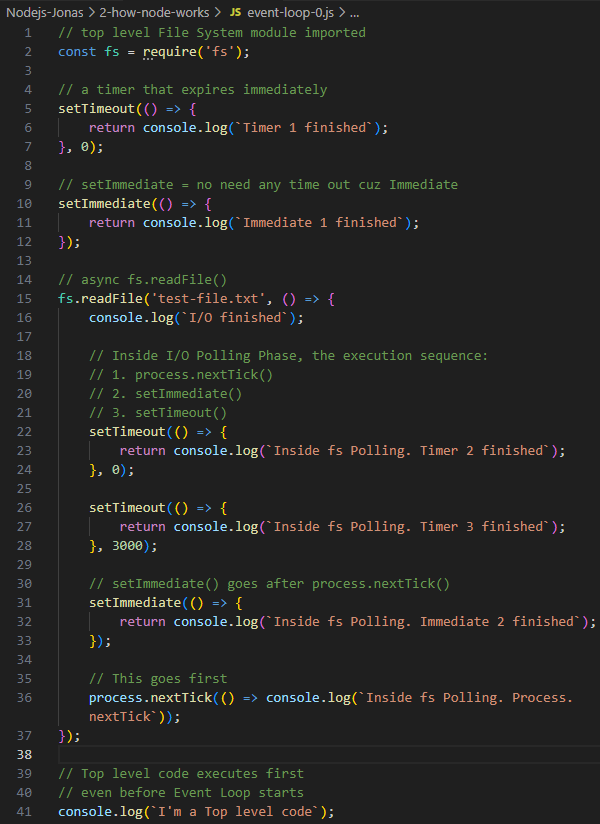 Nodejs-Jonas > 2-how-node-works > JS event-loop-0.js > ...
1 // top level File System module imported
2 const fs = require('fs');
3
4 // a timer that expires immediately
5 setTimeout(() => {
6     return console.log(`Timer 1 finished`);
7 }, 0);
8
9 // setImmediate = no need any time out cuz Immediate
10 setImmediate(() => {
11     return console.log(`Immediate 1 finished`);
12 });
13
14 // async fs.readFile()
15 fs.readFile('test-file.txt', () => {
16     console.log(`I/O finished`);
17
18     // Inside I/O Polling Phase, the execution sequence:
19     // 1. process.nextTick()
20     // 2. setImmediate()
21     // 3. setTimeout()
22     setTimeout(() => {
23         return console.log(`Inside fs Polling. Timer 2 finished`);
24     }, 0);
25
26     setTimeout(() => {
27         return console.log(`Inside fs Polling. Timer 3 finished`);
28     }, 3000);
29
30     // setImmediate() goes after process.nextTick()
31     setImmediate(() => {
32         return console.log(`Inside fs Polling. Immediate 2 finished`);
33     });
34
35     // This goes first
36     process.nextTick(() => console.log(`Inside fs Polling. Process.
    nextTick`));
37 });
38
39 // Top level code executes first
40 // even before Event Loop starts
41 console.log(`I'm a Top level code`);